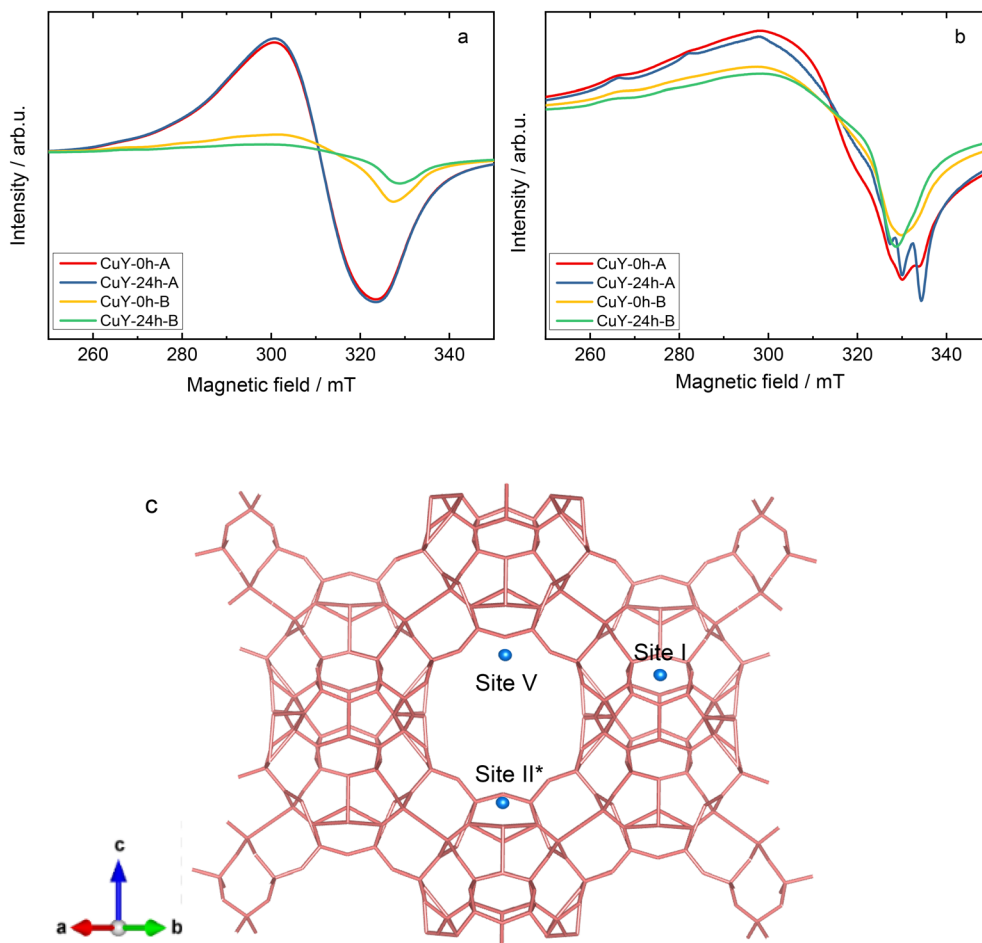 a
Intensity / arb.u.
CuY-0h-A
CuY-24h-A
CuY-0h-B
CuY-24h-B
260 280 300 320 340
Magnetic field / mT
b
Intensity / arb.u.
CuY-0h-A
CuY-24h-A
CuY-0h-B
CuY-24h-B
260 280 300 320 340
Magnetic field / mT
c
Site I
Site V
Site II*
c
a
b